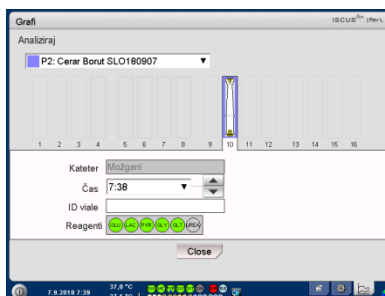 Grafi
ISCUS flex | Rev I.
Analiziraj
P2: Cerar Borut SLO180907
1 2 3 4 5 6 7 8 9 10 11 12 13 14 15 16
Kateter Možgani
Čas 7:38
ID viale
Reagenti GLU LAC PYR GLY GLT UREA
Close
7.9.2018 7:39 37,0 °C